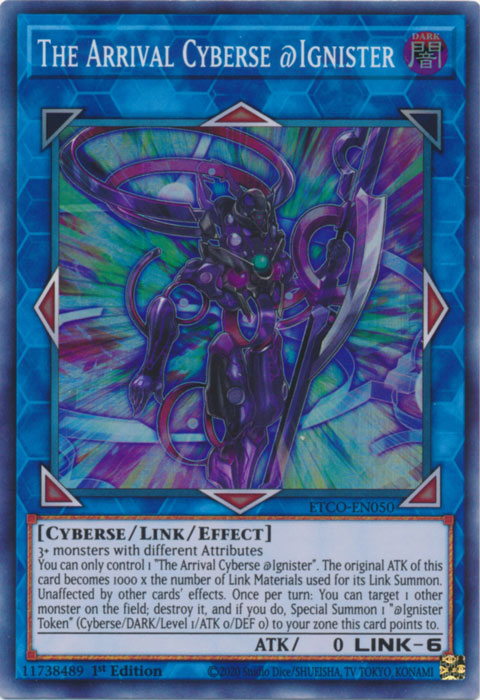 THE ARRIVAL CYBERSE @IGNISTER
DARK
闇
ETCO-EN050
[CYBERSE/LINK/EFFECT]
3+ monsters with different Attributes
You can only control 1 "The Arrival Cyberse @Ignister". The original ATK of this
card becomes 1000 x the number of Link Materials used for its Link Summon.
Unaffected by other cards' effects. Once per turn: You can target 1 other
monster on the field; destroy it, and if you do, Special Summon 1 "@Ignister
Token" (Cyberse/DARK/Level 1/ATK 0/DEF 0) to your zone this card points to.
ATK/ 0 LINK-6
11738489 1st Edition ©2020 Studio Dice/SHUEISHA, TV TOKYO, KONAMI